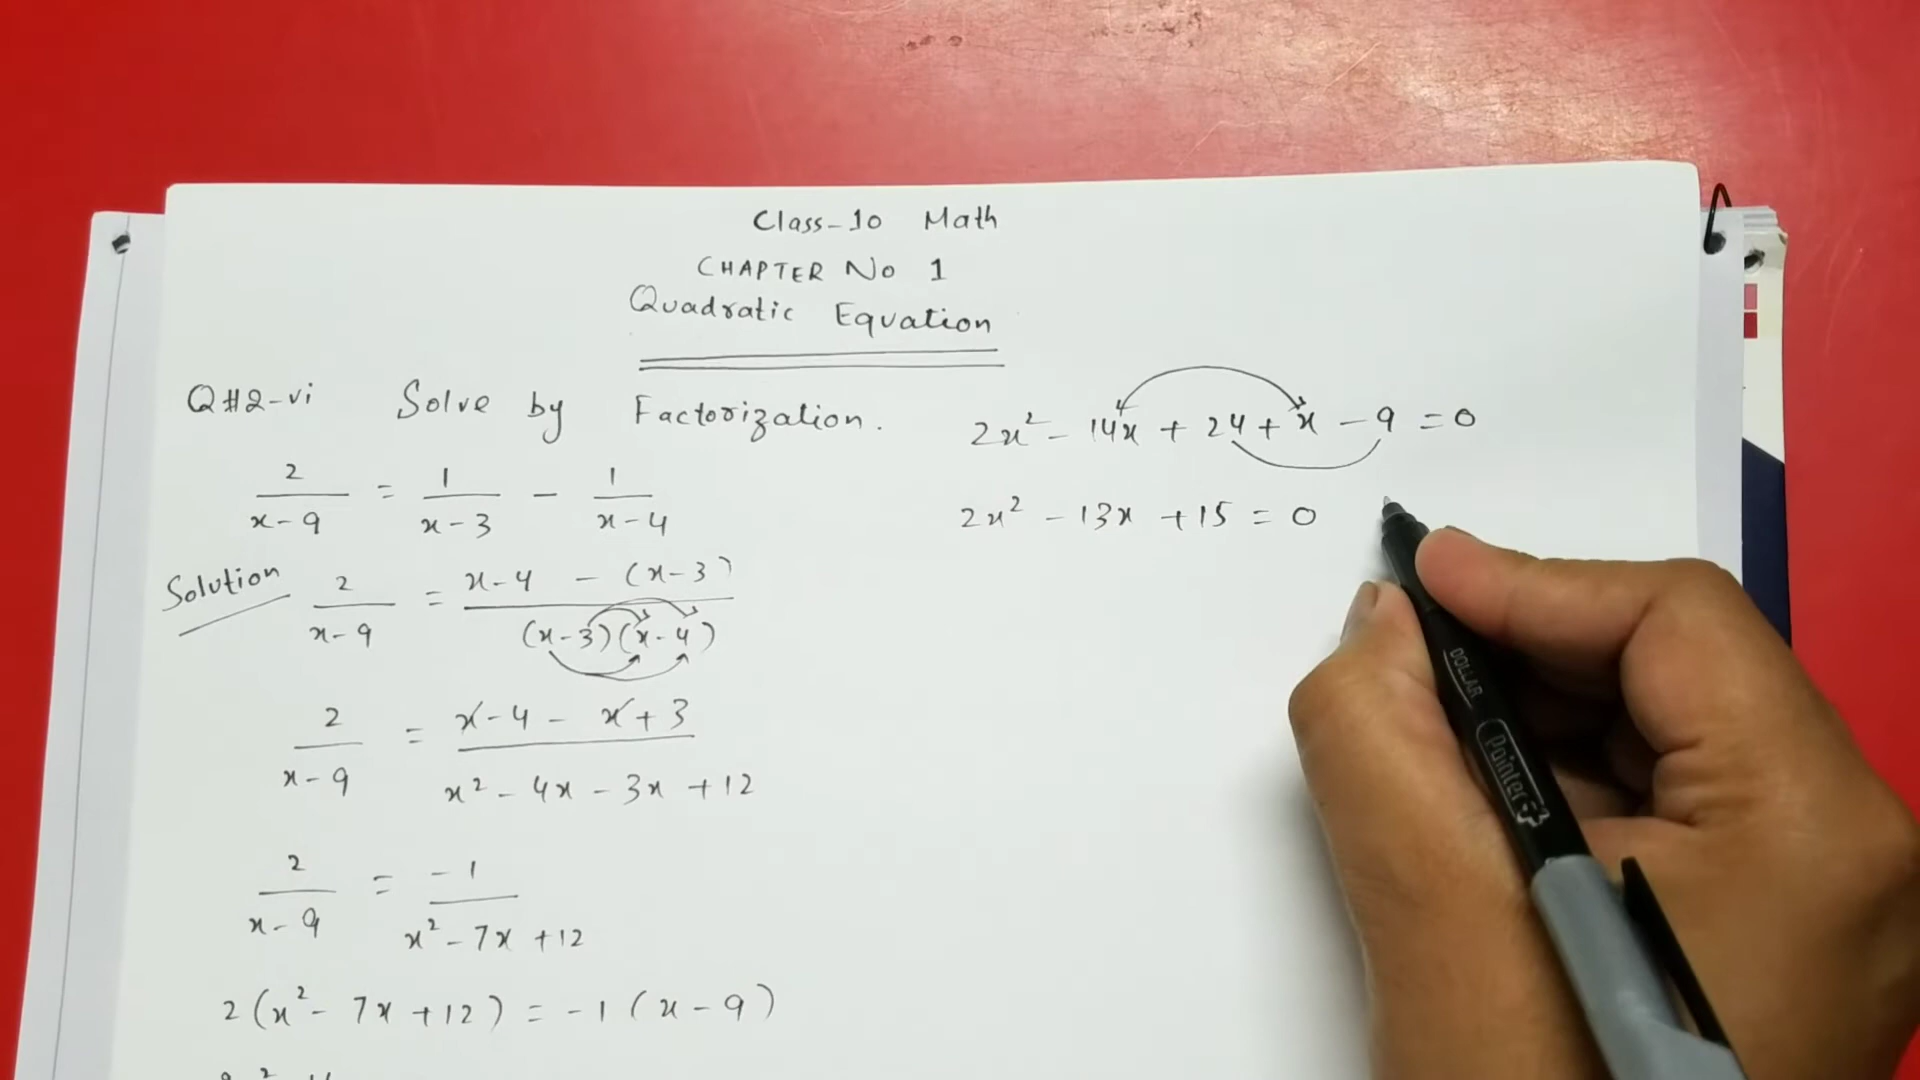 Class-10 Math
CHAPTER No 1
Quadratic Equation
Q#2-vi Solve by Factorization.
2/(x-9) = 1/(x-3) - 1/(x-4)
Solution 2/(x-9) = (x-4 - (x-3))/((x-3)(x-4))
2/(x-9) = (x-4 - x+3)/(x² - 4x - 3x + 12)
2/(x-9) = -1/(x² - 7x + 12)
2(x² - 7x + 12) = -1(x - 9)
2x² - 14x + 24 + x - 9 = 0
2x² - 13x + 15 = 0
DOLLAR
Pointer